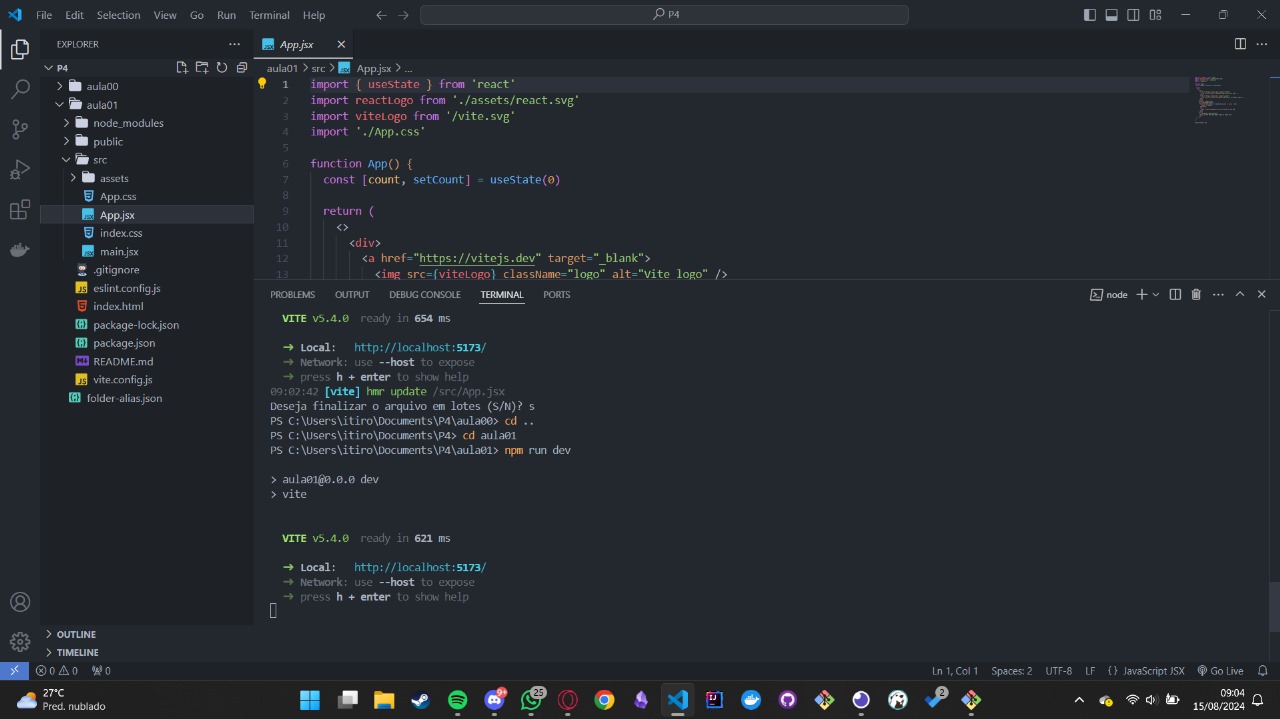 File Edit Selection View Go Run Terminal Help
P4
EXPLORER
App.jsx
P4
aula01 > src > App.jsx > ...
aula00
aula01
node_modules
public
src
assets
App.css
App.jsx
index.css
main.jsx
.gitignore
eslint.config.js
index.html
package-lock.json
package.json
README.md
vite.config.js
folder-alias.json
OUTLINE
TIMELINE
1 import { useState } from 'react'
2 import reactLogo from './assets/react.svg'
3 import viteLogo from '/vite.svg'
4 import './App.css'
5
6 function App() {
7 const [count, setCount] = useState(0)
8
9 return (
10 <>
11 <div>
12 <a href="https://vitejs.dev" target="_blank">
13 <img src={viteLogo} className="logo" alt="Vite logo" />
PROBLEMS OUTPUT DEBUG CONSOLE TERMINAL PORTS
node
VITE v5.4.0 ready in 654 ms
➜ Local: http://localhost:5173/
➜ Network: use --host to expose
➜ press h + enter to show help
09:02:42 [vite] hmr update /src/App.jsx
Deseja finalizar o arquivo em lotes (S/N)? s
PS C:\Users\itiro\Documents\P4\aula00> cd ..
PS C:\Users\itiro\Documents\P4> cd aula01
PS C:\Users\itiro\Documents\P4\aula01> npm run dev
> aula01@0.0.0 dev
> vite
VITE v5.4.0 ready in 621 ms
➜ Local: http://localhost:5173/
➜ Network: use --host to expose
➜ press h + enter to show help
0 0 0
Ln 1, Col 1 Spaces: 2 UTF-8 LF {} JavaScript JSX Go Live
27°C
Pred. nublado
9+
25
2
09:04
15/08/2024